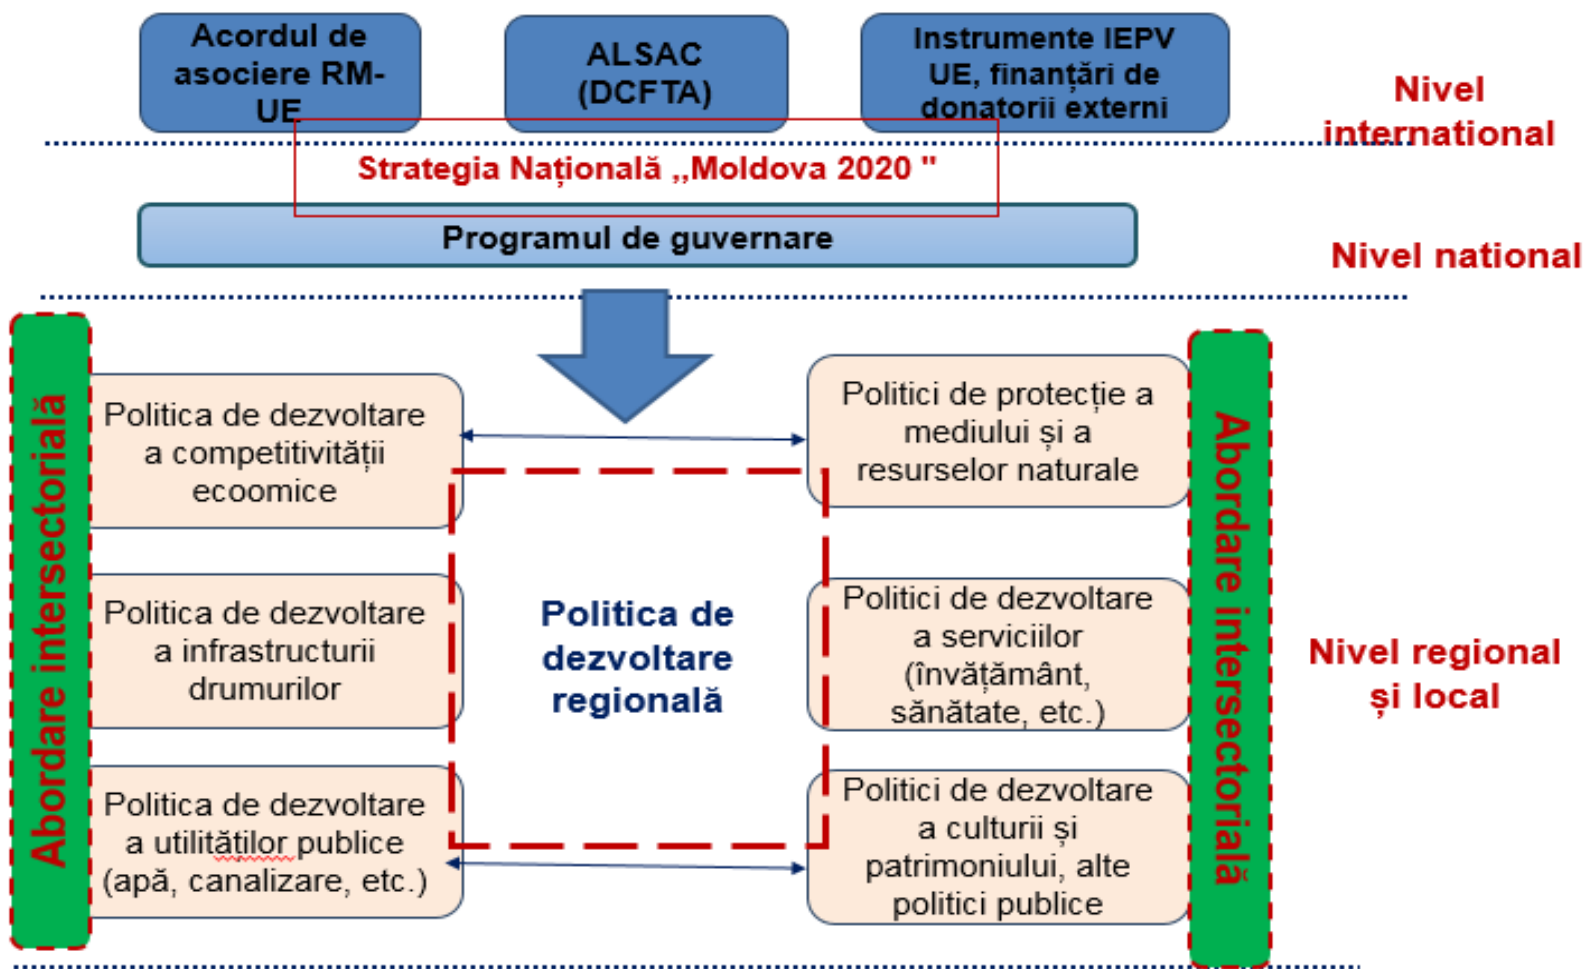 Acordul de
asociere RM-
UE
ALSAC
(DCFTA)
Instrumente IEPV
UE, finanțări de
donatorii externi
Nivel
international
Strategia Națională ,,Moldova 2020 "
Programul de guvernare
Nivel national
Abordare intersectorială
Politica de dezvoltare
a competitivității
ecoomice
Politici de protecție a
mediului și a
resurselor naturale
Politica de dezvoltare
a infrastructurii
drumurilor
Politica de
dezvoltare
regională
Politici de dezvoltare
a serviciilor
(învățământ,
sănătate, etc.)
Politica de dezvoltare
a utilităților publice
(apă, canalizare, etc.)
Politici de dezvoltare
a culturii și
patrimoniului, alte
politici publice
Abordare intersectorială
Nivel regional
și local